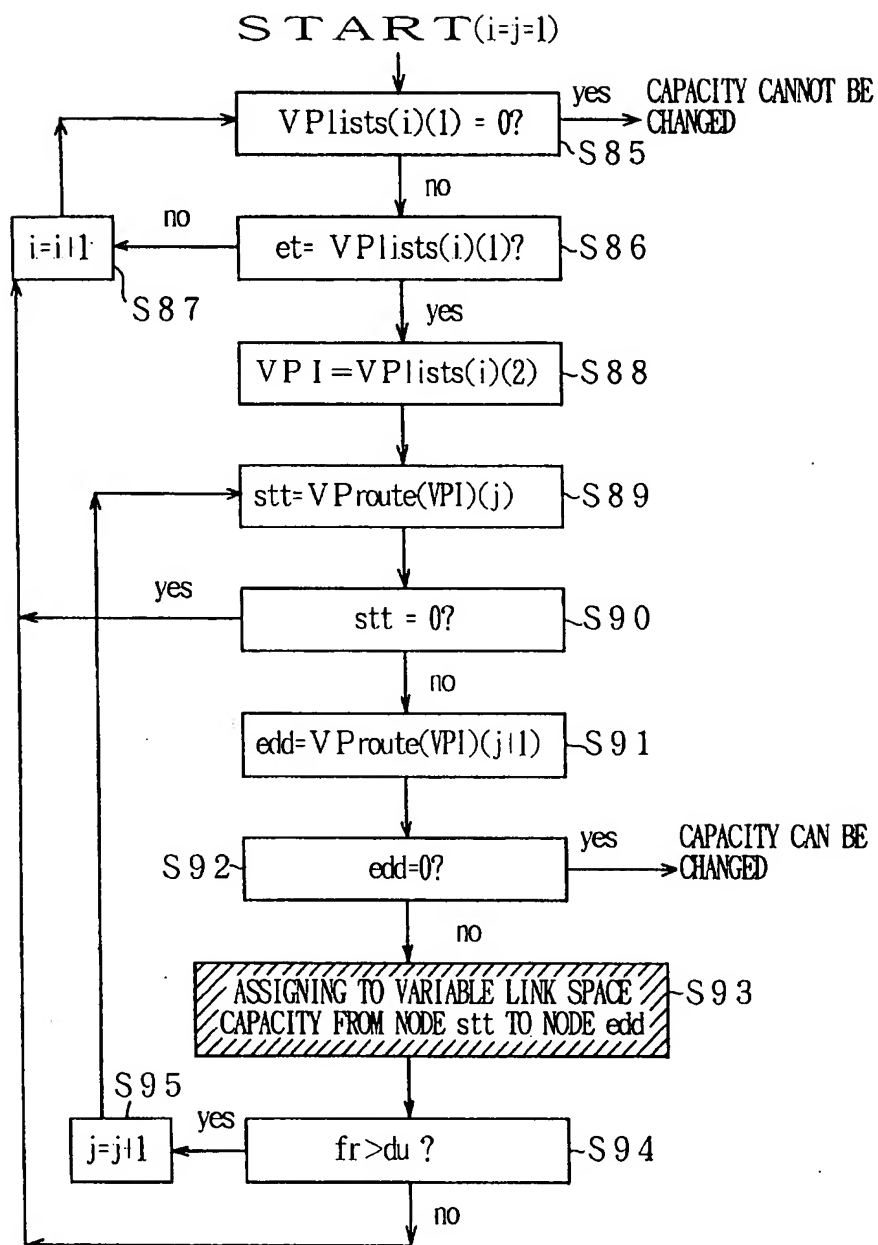 START(i=j=1)
VPlists(i)(1) = 0?
yes
CAPACITY CANNOT BE
CHANGED
S85
no
no
i=i+1
et= VPlists(i)(1)?
S86
S87
yes
VPI=VPlists(i)(2)
S88
stt=VProute(VPI)(j)
S89
yes
stt = 0?
S90
no
edd=VProute(VPI)(j+1)
S91
S92
edd=0?
yes
CAPACITY CAN BE
CHANGED
no
ASSIGNING TO VARIABLE LINK SPACE
CAPACITY FROM NODE stt TO NODE edd
S93
S95
j=j+1
yes
fr>du ?
S94
no